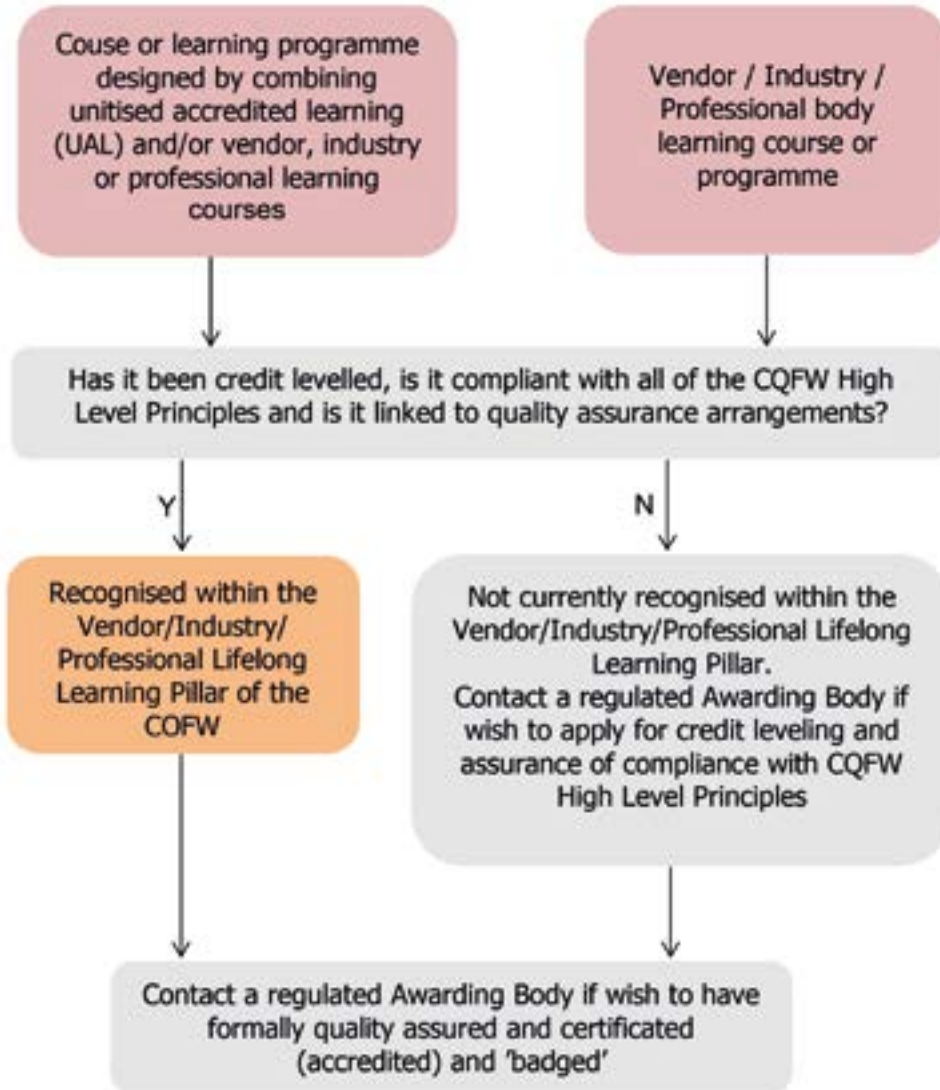 Couse or learning programme
designed by combining
unitised accredited learning
(UAL) and/or vendor, industry
or professional learning
courses
Vendor / Industry /
Professional body
learning course or
programme
Has it been credit levelled, is it compliant with all of the CQFW High
Level Principles and is it linked to quality assurance arrangements?
Y
N
Recognised within the
Vendor/Industry/
Professional Lifelong
Learning Pillar of the
COFW
Not currently recognised within the
Vendor/Industry/Professional Lifelong
Learning Pillar.
Contact a regulated Awarding Body if
wish to apply for credit leveling and
assurance of compliance with CQFW
High Level Principles
Contact a regulated Awarding Body if wish to have
formally quality assured and certificated
(accredited) and 'badged'